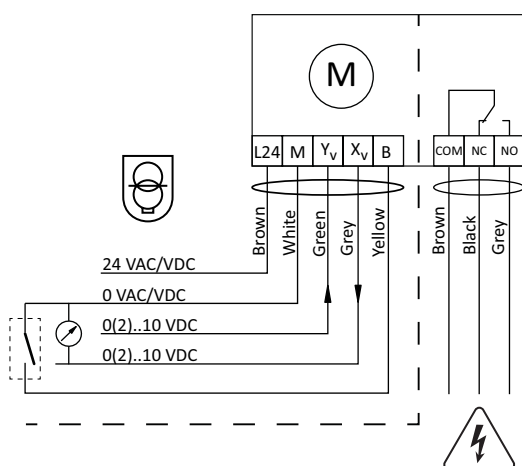 M
L24 M Yv Xv B
COM NC NO
Brown
White
Green
Grey
Yellow
Brown
Black
Grey
24 VAC/VDC
0 VAC/VDC
0(2)..10 VDC
0(2)..10 VDC